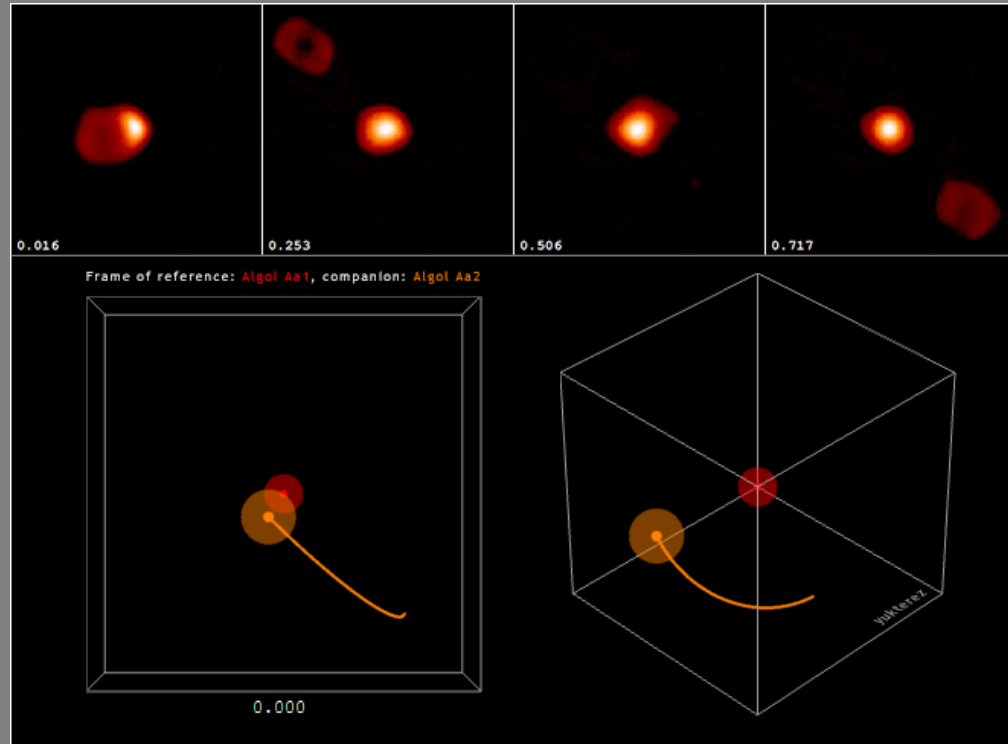 0.016
0.253
0.506
0.717
Frame of reference: Algol Aa1, companion: Algol Aa2
yukterez
0.000